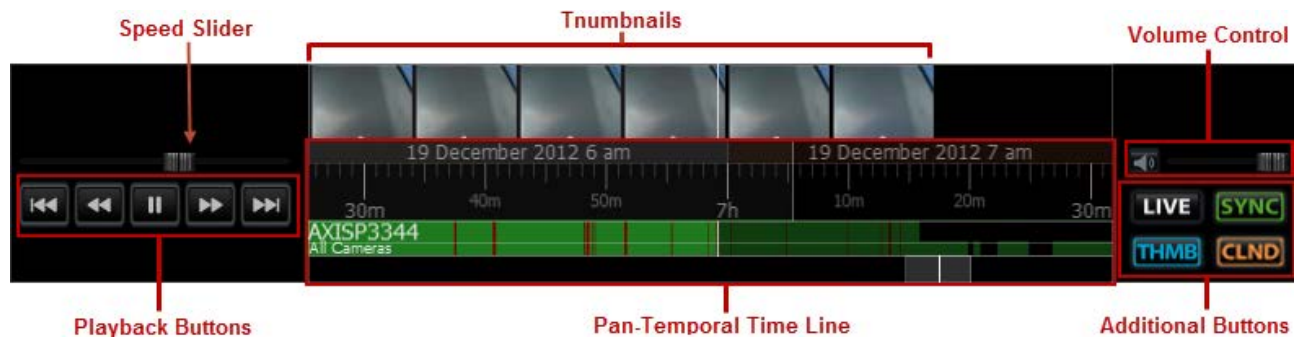 Speed Slider
Tnumbnails
Volume Control
19 December 2012 6 am
19 December 2012 7 am
30m
40m
50m
7h
10m
20m
30m
AXISP3344
All Cameras
LIVE
SYNC
THMB
CLND
Playback Buttons
Pan-Temporal Time Line
Additional Buttons